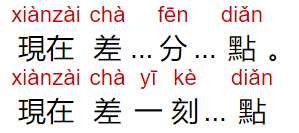 xiànzài chà fēn diǎn
現在 差 ... 分 ... 點 。
xiànzài chà yī kè diǎn
現在 差 一 刻 ... 點